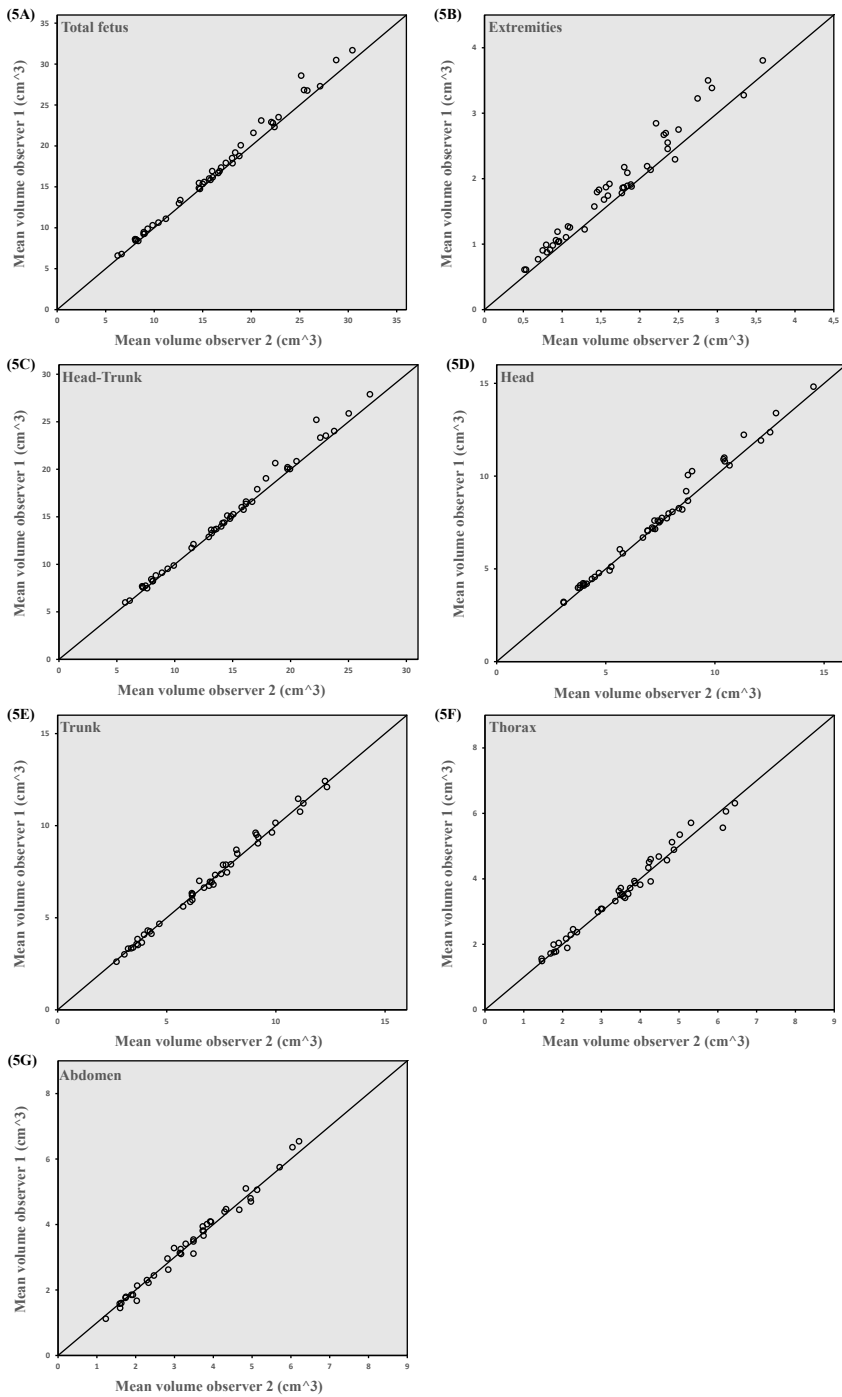 (5A)
Total fetus
35
30
25
20
15
10
5
0
0 5 10 15 20 25 30 35
Mean volume observer 1 (cm^3)
Mean volume observer 2 (cm^3)
(5B)
Extremities
4
3
2
1
0
0 0,5 1 1,5 2 2,5 3 3,5 4 4,5
Mean volume observer 1 (cm^3)
Mean volume observer 2 (cm^3)
(5C)
Head-Trunk
30
25
20
15
10
5
0
0 5 10 15 20 25 30
Mean volume observer 1 (cm^3)
Mean volume observer 2 (cm^3)
(5D)
Head
15
10
5
0
0 5 10 15
Mean volume observer 1 (cm^3)
Mean volume observer 2 (cm^3)
(5E)
Trunk
15
10
5
0
0 5 10 15
Mean volume observer 1 (cm^3)
Mean volume observer 2 (cm^3)
(5F)
Thorax
8
6
4
2
0
0 1 2 3 4 5 6 7 8 9
Mean volume observer 1 (cm^3)
Mean volume observer 2 (cm^3)
(5G)
Abdomen
8
6
4
2
0
0 1 2 3 4 5 6 7 8 9
Mean volume observer 1 (cm^3)
Mean volume observer 2 (cm^3)